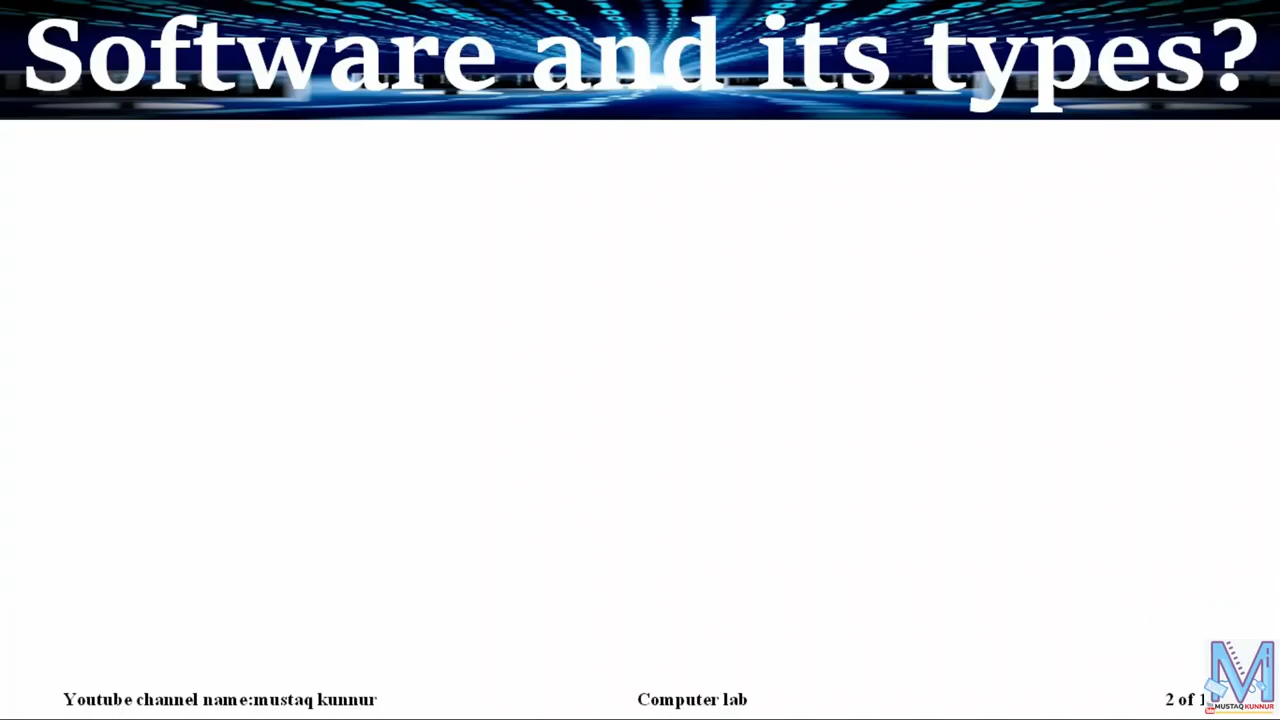 Software and its types?
Youtube channel name:mustaq kunnur
Computer lab
2 of 1
MUSTAQ KUNNUR